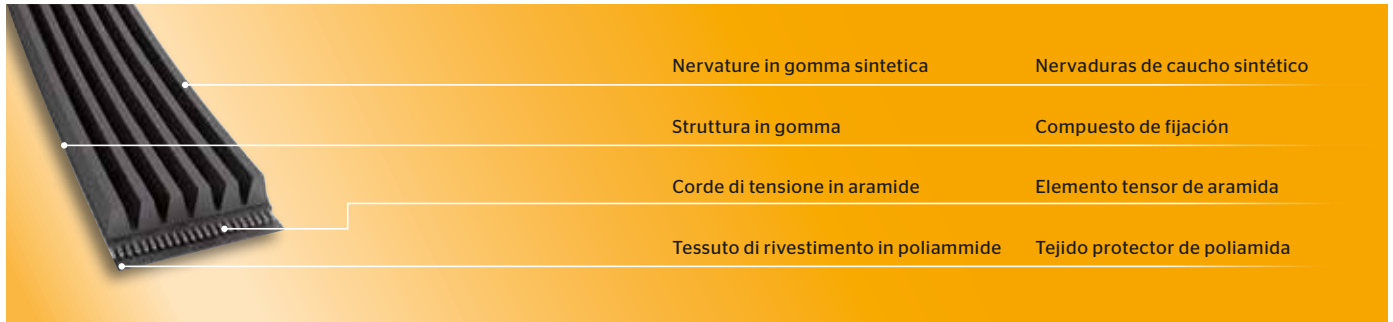 Nervature in gomma sintetica Nervaduras de caucho sintético
Struttura in gomma Compuesto de fijación
Corde di tensione in aramide Elemento tensor de aramida
Tessuto di rivestimento in poliammide Tejido protector de poliamida